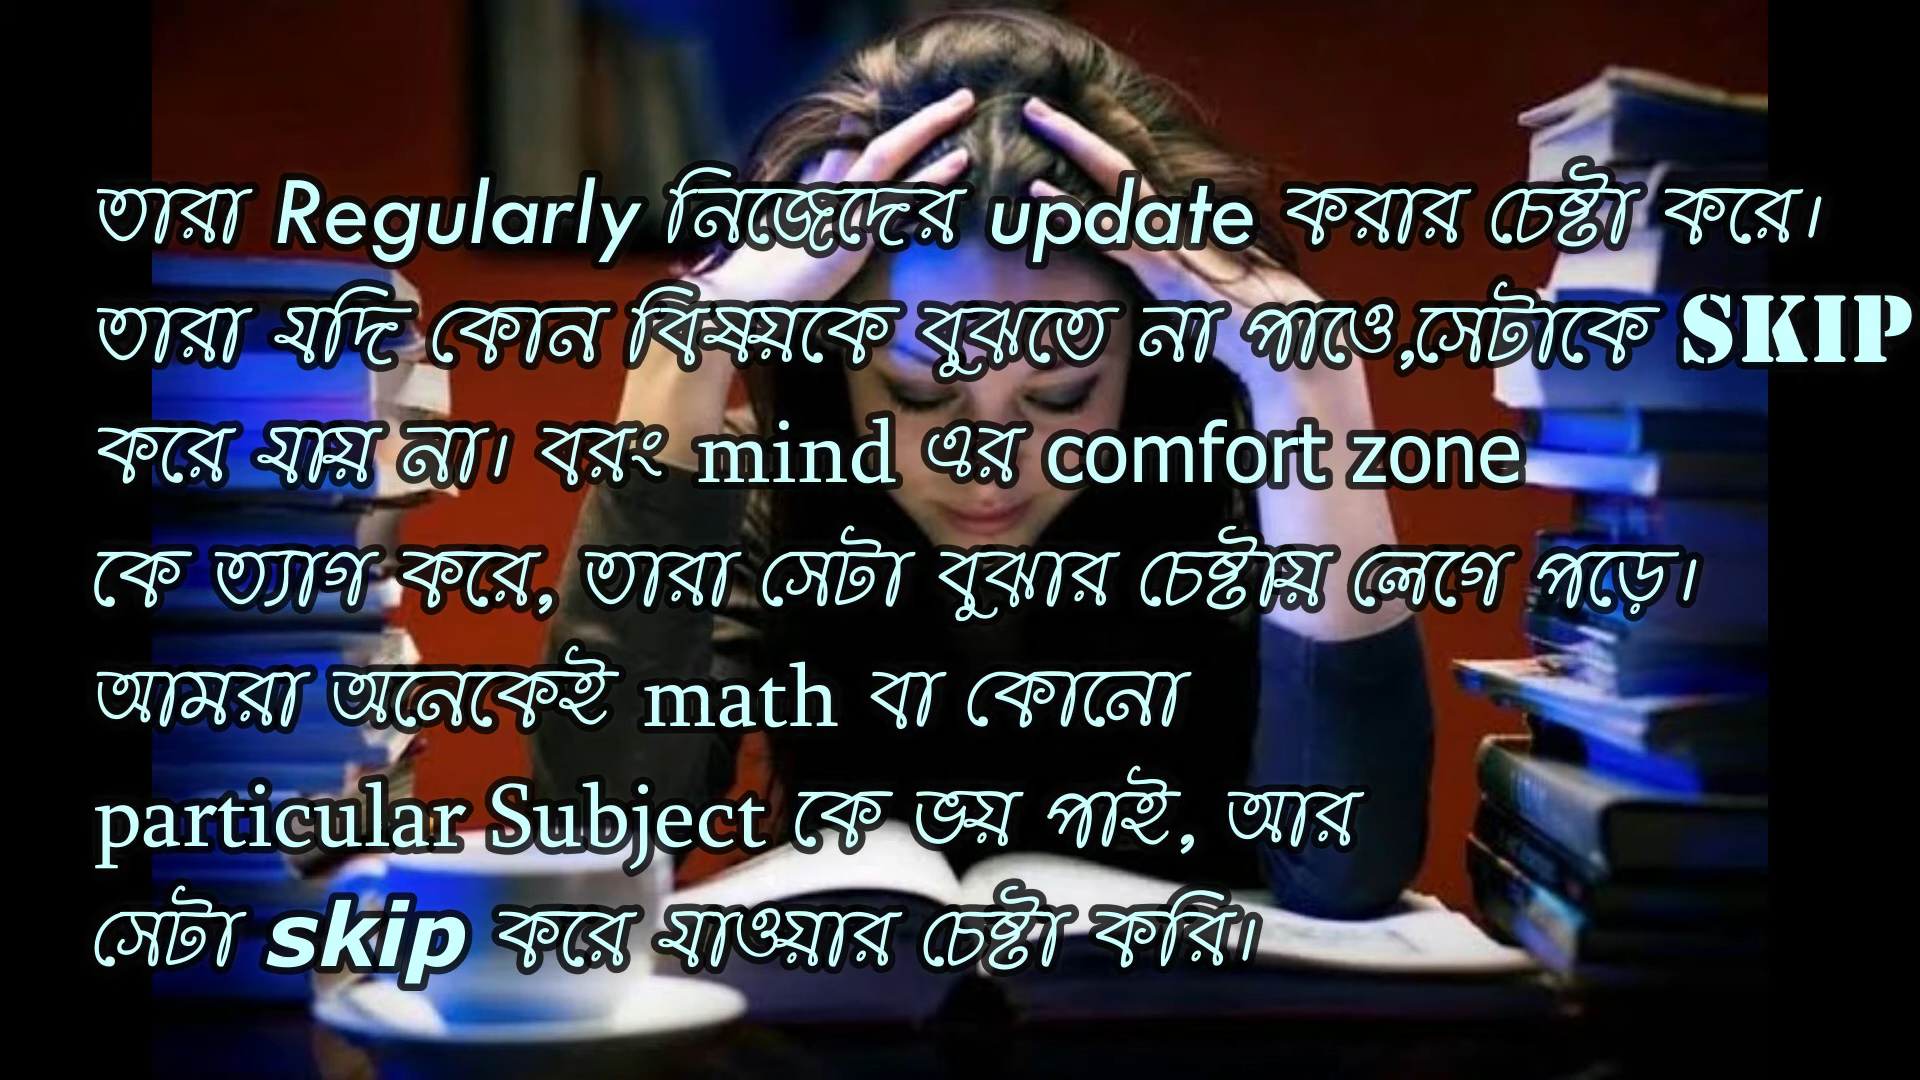 তারা Regularly নিজেদের update করার চেষ্টা করে।
তারা যদি কোন বিষয়কে বুঝতে না পাওে,সেটাকে SKIP
করে যায় না। বরং mind এর comfort zone
কে ত্যাগ করে, তারা সেটা বুঝার চেষ্টায় লেগে পড়ে।
আমরা অনেকেই math বা কোনো
particular Subject কে ভয় পাই, আর
সেটা skip করে যাওয়ার চেষ্টা করি।